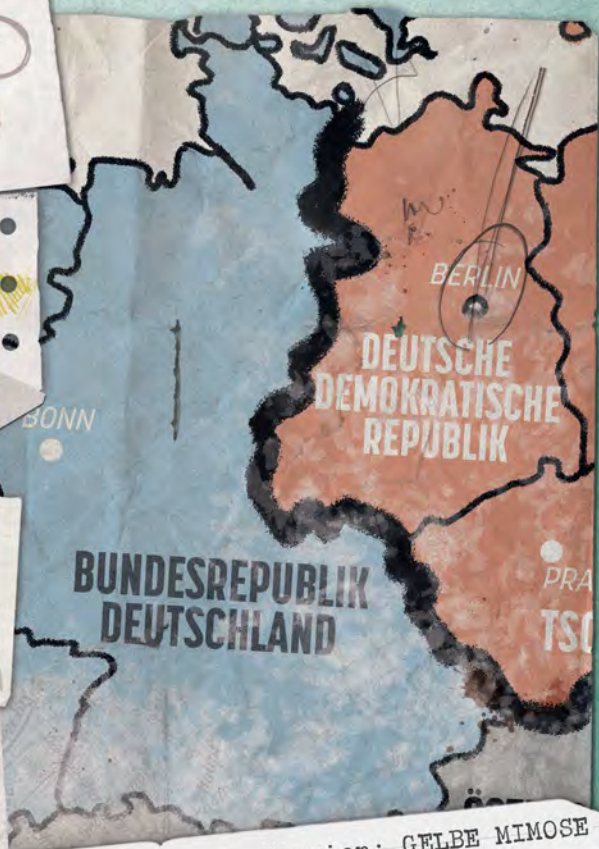 BERLIN
DEUTSCHE
DEMOKRATISCHE
REPUBLIK
BONN
BUNDESREPUBLIK
DEUTSCHLAND
PRA
TSC
GELBE MIMOSE